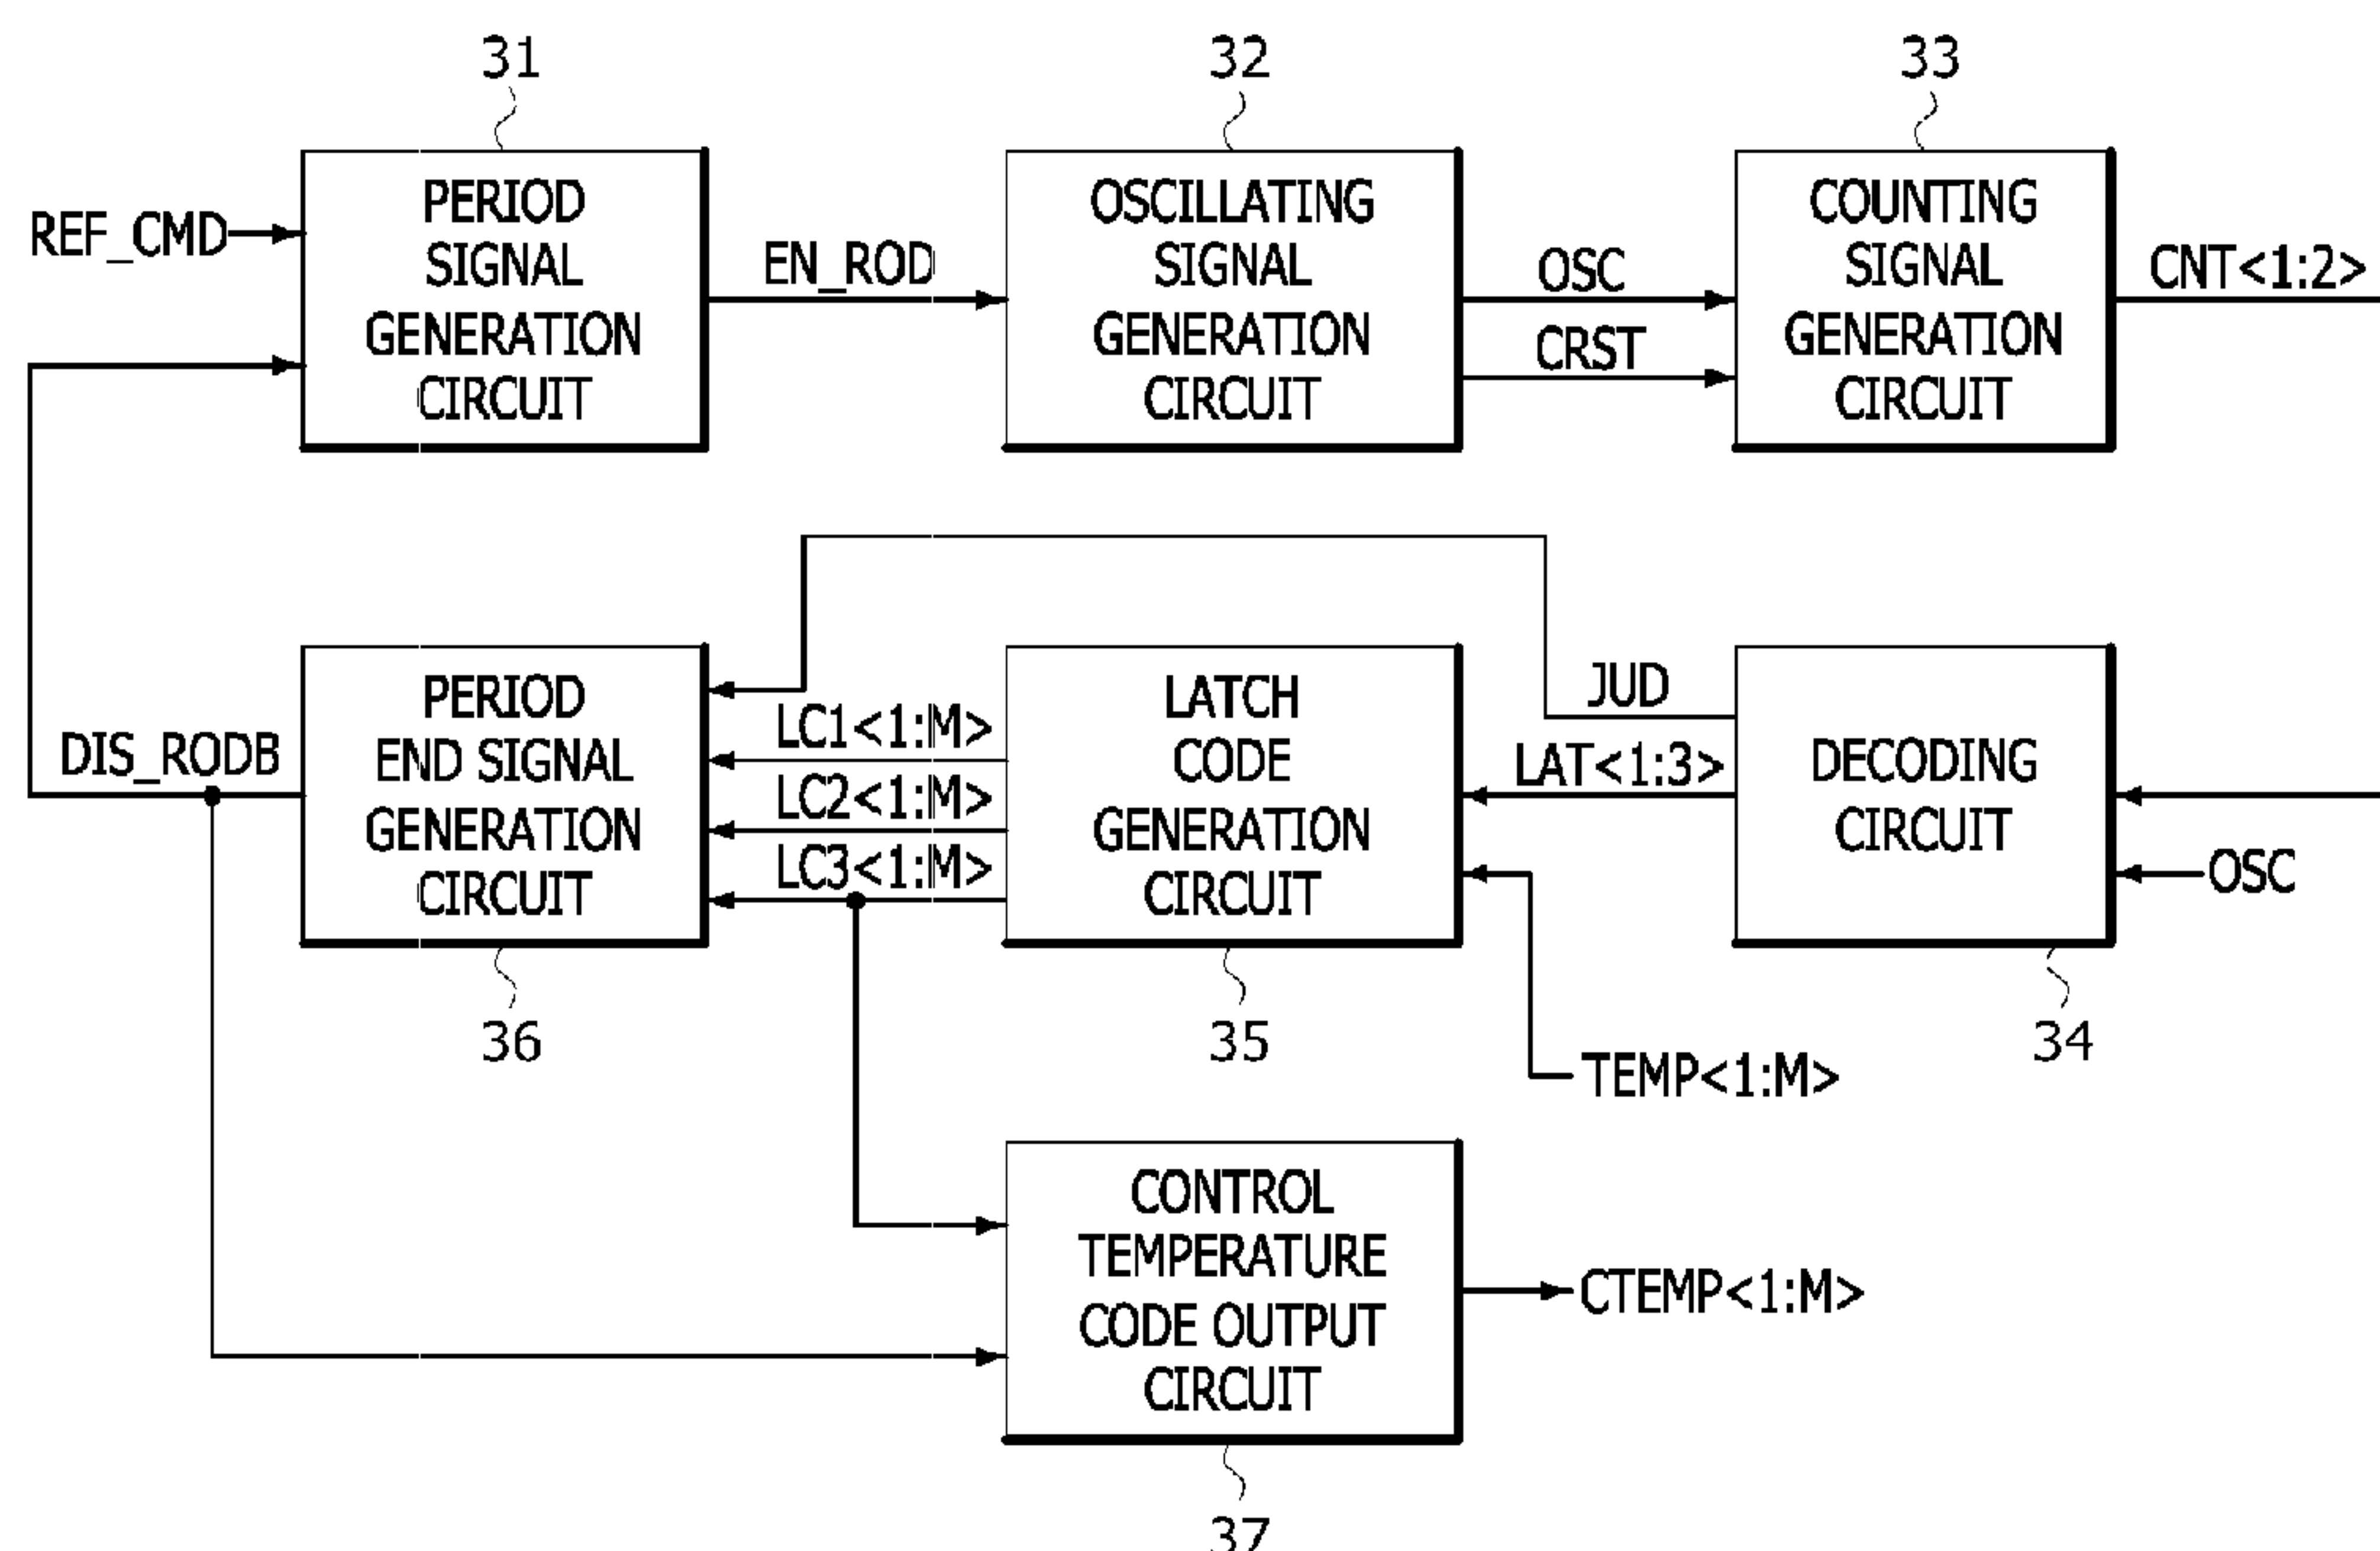 31
32
33
REF_CMD
PERIOD
SIGNAL
GENERATION
CIRCUIT
EN_ROD
OSCILLATING
SIGNAL
GENERATION
CIRCUIT
OSC
CRST
COUNTING
SIGNAL
GENERATION
CIRCUIT
CNT<1:2>
DIS_RODB
PERIOD
END SIGNAL
GENERATION
CIRCUIT
LC1<1:M>
LC2<1:M>
LC3<1:M>
LATCH
CODE
GENERATION
CIRCUIT
JUD
LAT<1:3>
DECODING
CIRCUIT
OSC
36
35
34
TEMP<1:M>
CONTROL
TEMPERATURE
CODE OUTPUT
CIRCUIT
CTEMP<1:M>
37